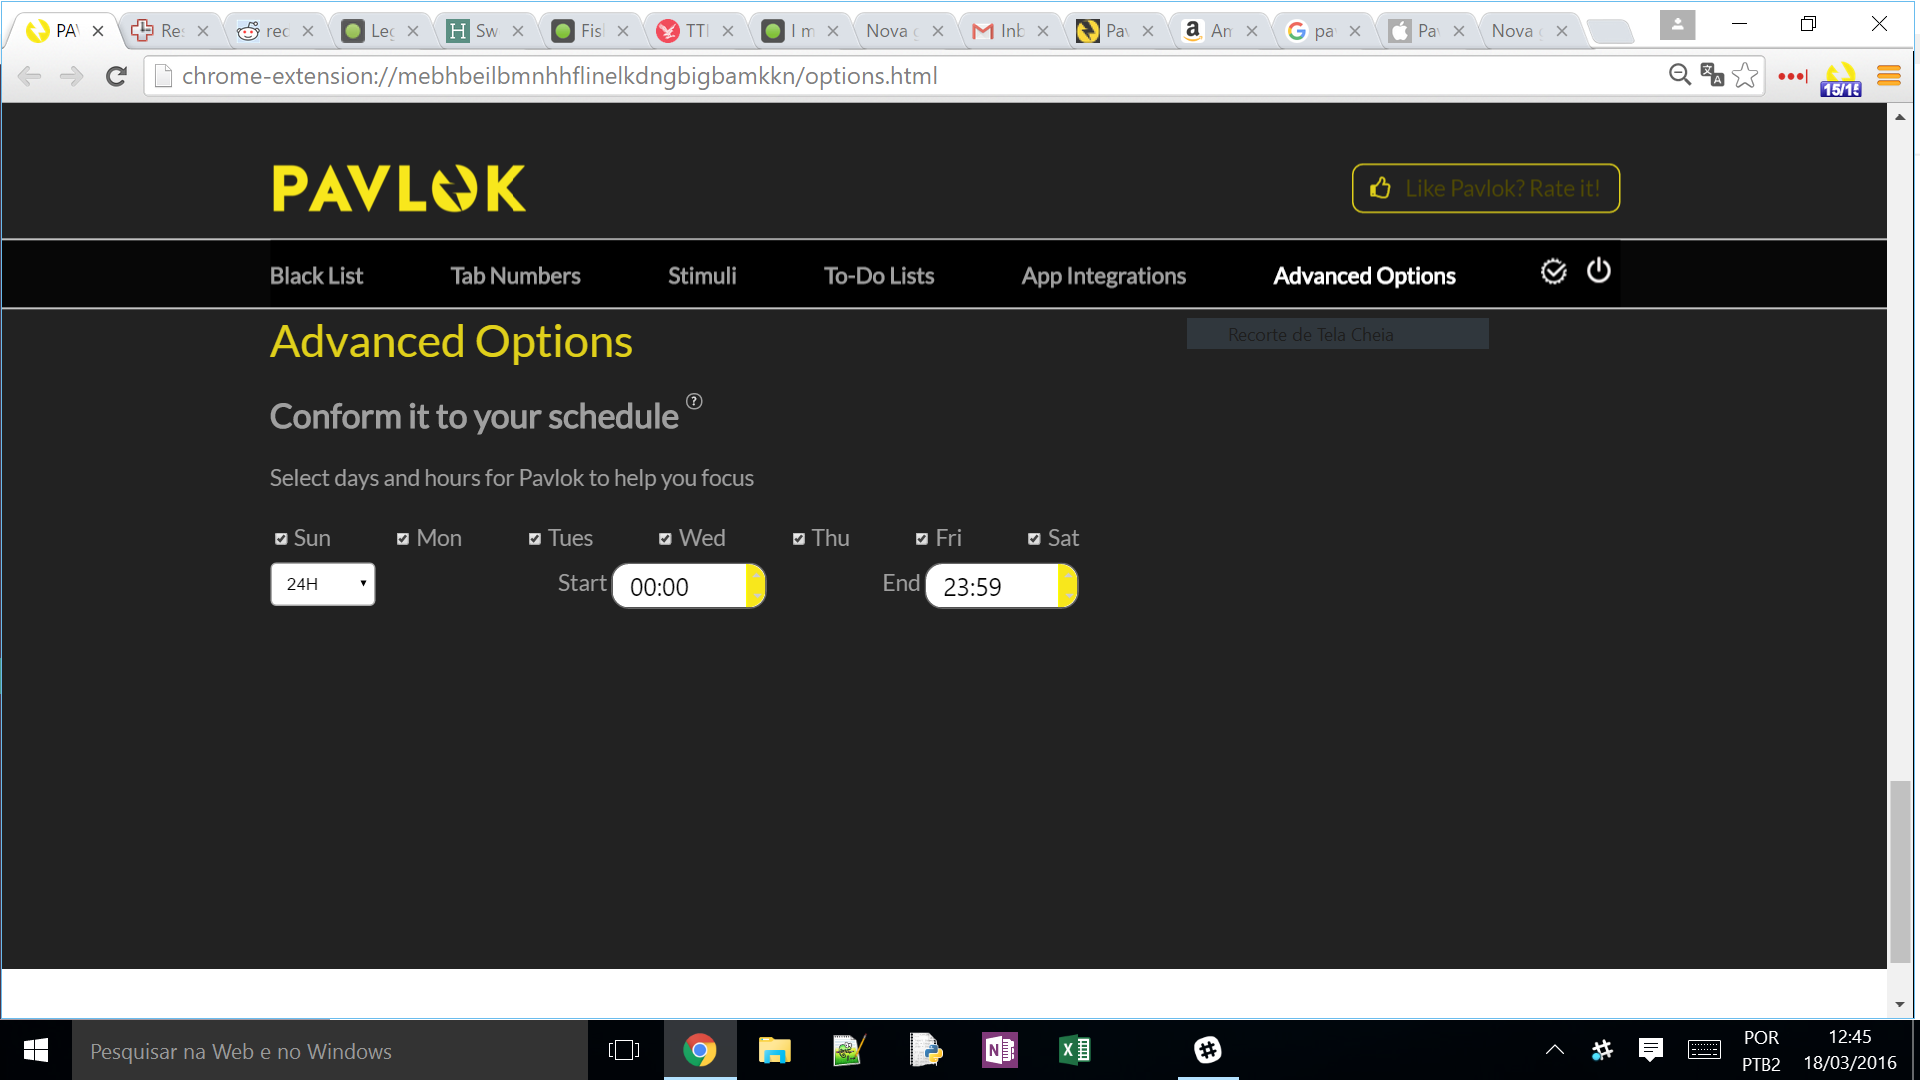 PA
Re
rec
Leg
Sw
Fis
TT
I m
Nova
Inb
Pav
Am
pa
Pa
Nova
chrome-extension://mebhbeilbmnhhflinelkdngbigbamkkn/options.html
15/15
PAVLOK
Like Pavlok? Rate it!
Black List
Tab Numbers
Stimuli
To-Do Lists
App Integrations
Advanced Options
Advanced Options
Recorte de Tela Cheia
Conform it to your schedule ?
Select days and hours for Pavlok to help you focus
Sun Mon Tues Wed Thu Fri Sat
24H Start 00:00 End 23:59
Pesquisar na Web e no Windows
POR
PTB2
12:45
18/03/2016